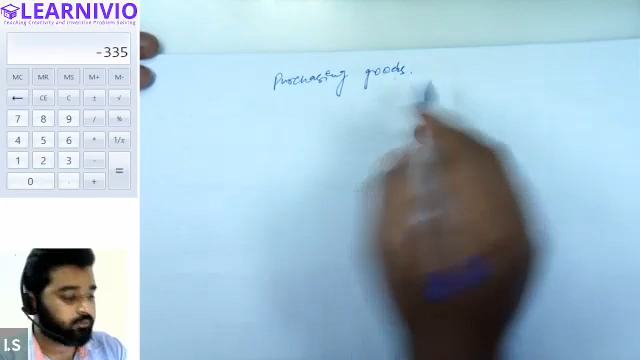 LEARNIVIO
Teaching Creativity and Inventive Problem Solving
-335
MC MR MS M+ M-
← CE C ± √
7 8 9 / %
4 5 6 * 1/x
1 2 3 - =
0 . +
Purchasing goods.
I.S